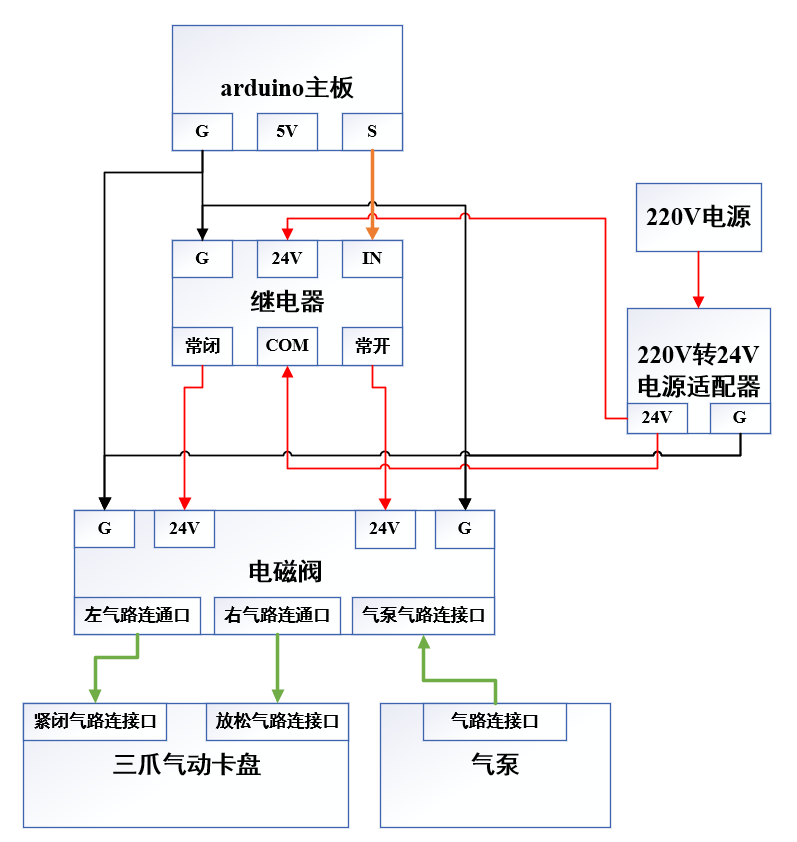 arduino主板
G
5V
S
220V电源
G
24V
IN
继电器
常闭
COM
常开
220V转24V
电源适配器
24V
G
G
24V
24V
G
电磁阀
左气路连通口
右气路连通口
气泵气路连接口
紧闭气路连接口
放松气路连接口
气路连接口
三爪气动卡盘
气泵